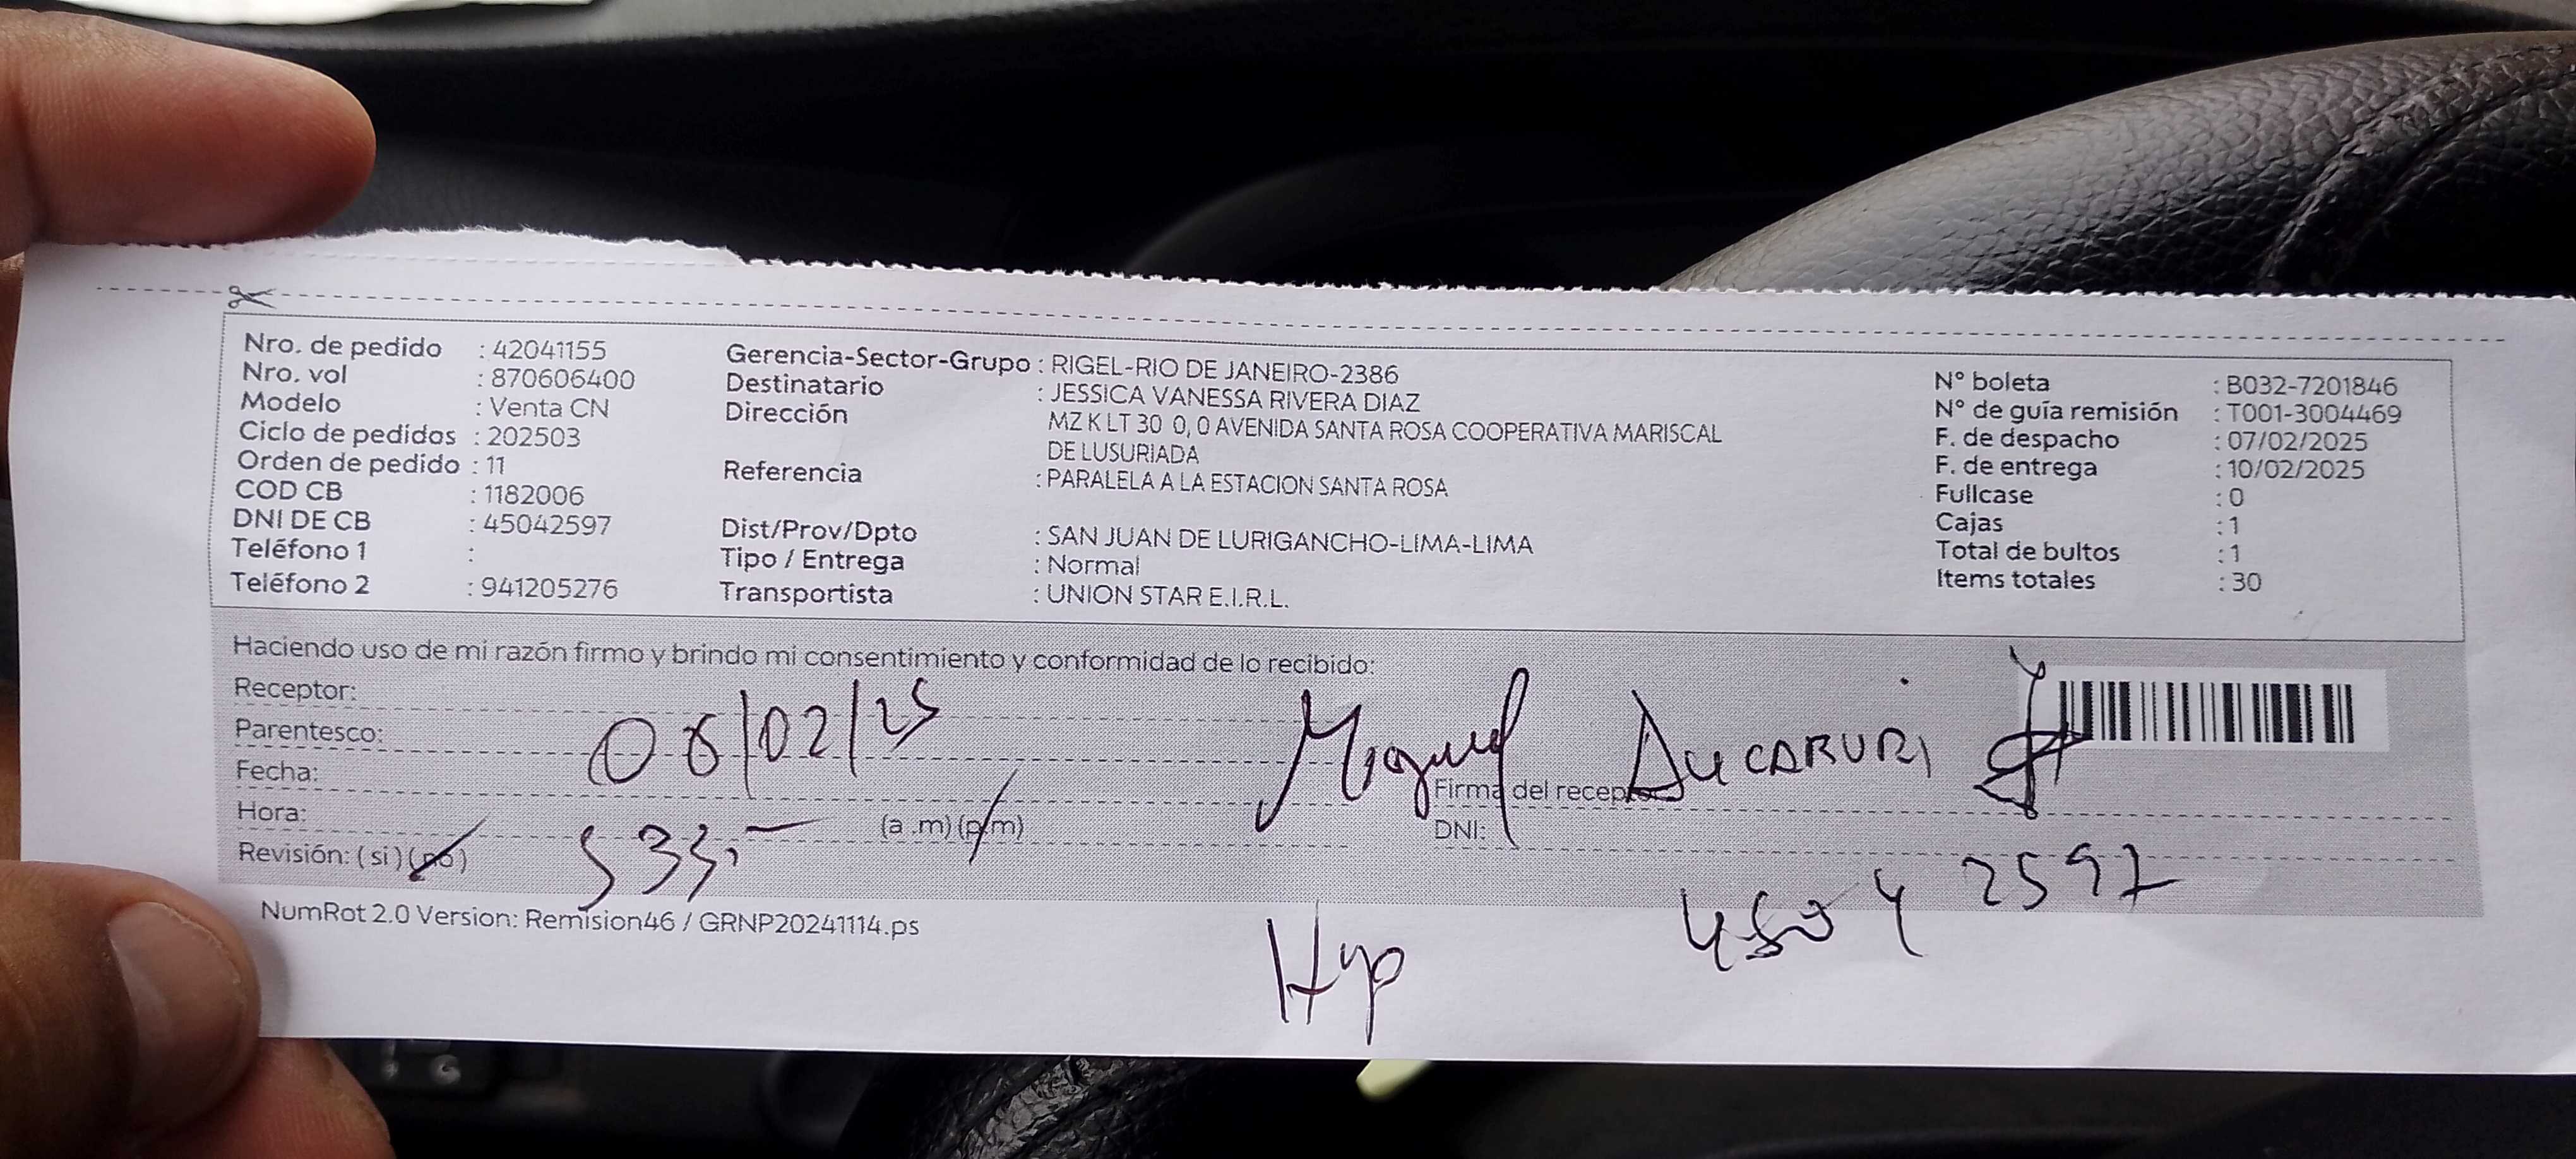 Nro. de pedido : 42041155
Nro. vol : 870606400
Modelo : Venta CN
Ciclo de pedidos : 202503
Orden de pedido : 11
COD CB : 1182006
DNI DE CB : 45042597
Teléfono 1 :
Teléfono 2 : 941205276
Gerencia-Sector-Grupo : RIGEL-RIO DE JANEIRO-2386
Destinatario : JESSICA VANESSA RIVERA DIAZ
Dirección MZ K LT 30 0, 0 AVENIDA SANTA ROSA COOPERATIVA MARISCAL
DE LUSURIADA
Referencia : PARALELA A LA ESTACION SANTA ROSA
Dist/Prov/Dpto : SAN JUAN DE LURIGANCHO-LIMA-LIMA
Tipo / Entrega : Normal
Transportista : UNION STAR E.I.R.L.
N° boleta : B032-7201846
N° de guía remisión : T001-3004469
F. de despacho : 07/02/2025
F. de entrega : 10/02/2025
Fullcase : 0
Cajas : 1
Total de bultos : 1
Items totales : 30
Haciendo uso de mi razón firmo y brindo mi consentimiento y conformidad de lo recibido:
Receptor:
Parentesco:
Fecha: /02/25
Hora: (a .m) (p.m)
Revisión: (si) (no)
Miguel
Firma del receptor
DNI: 45042597
NumRot 2.0 Version: Remision46 / GRNP20241114.ps